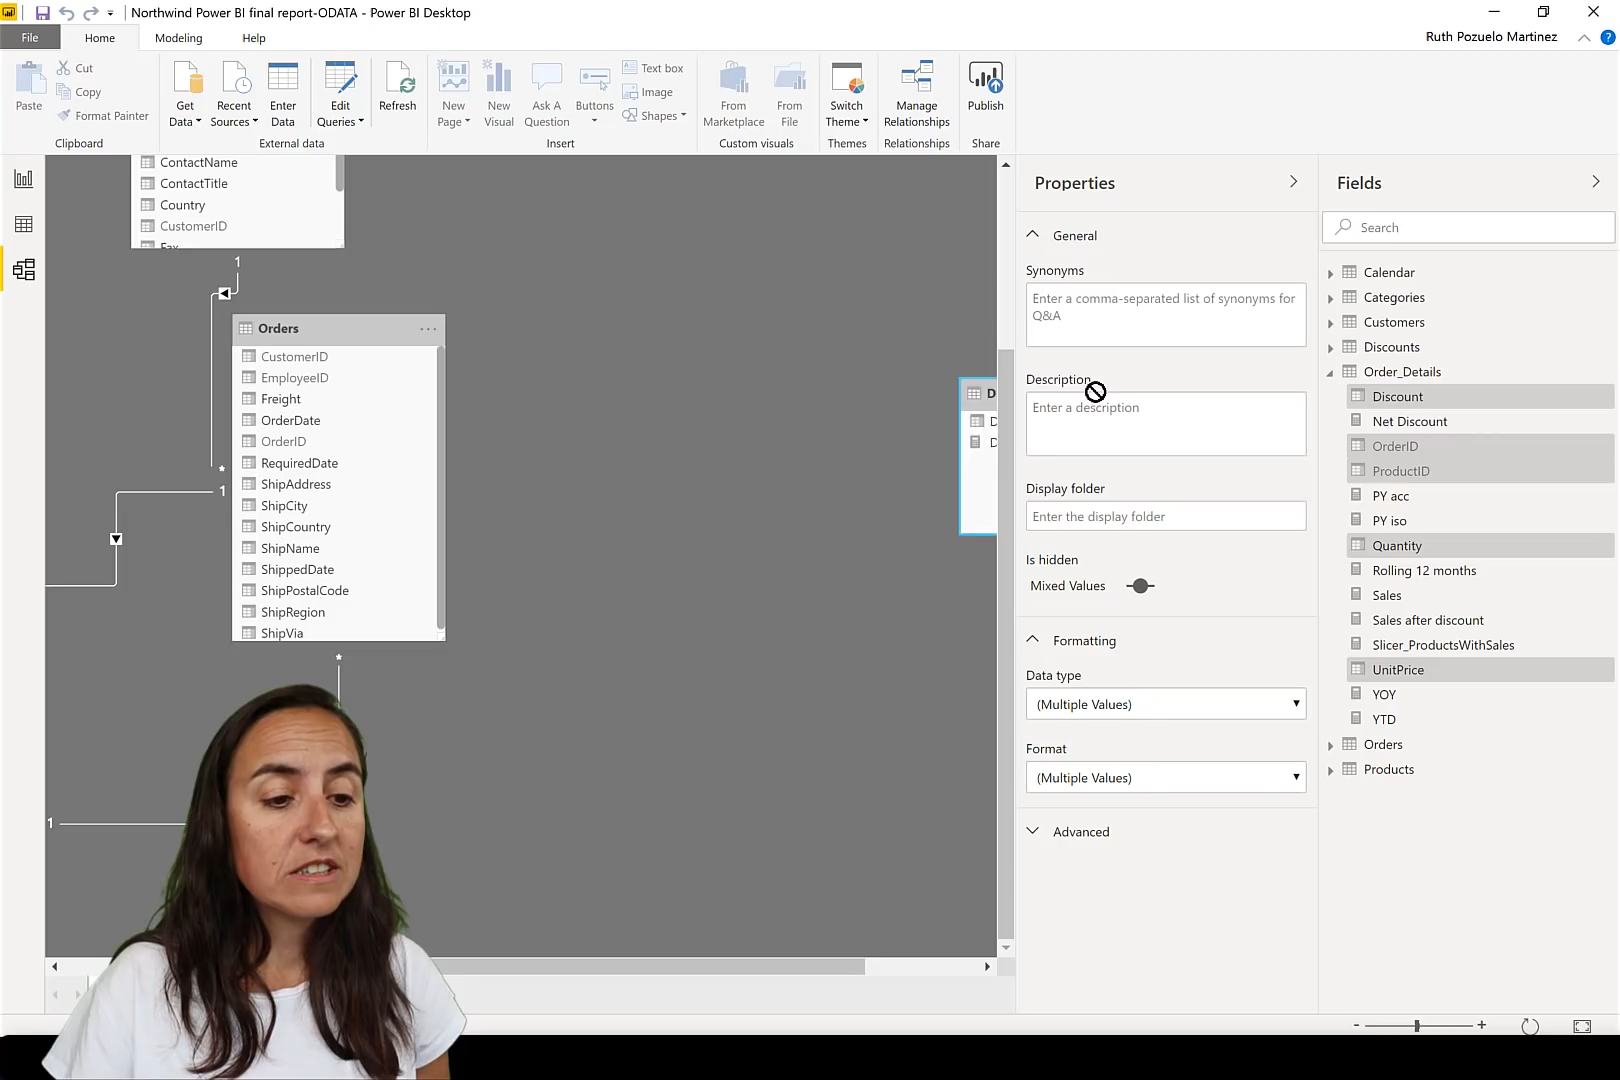 Northwind Power BI final report-ODATA - Power BI Desktop
File
Home
Modeling
Help
Ruth Pozuelo Martinez
?
Paste
Cut
Copy
Format Painter
Clipboard
Get Data
Recent Sources
Enter Data
Edit Queries
Refresh
External data
New Page
New Visual
Ask A Question
Buttons
Text box
Image
Shapes
Insert
From Marketplace
From File
Custom visuals
Switch Theme
Themes
Manage Relationships
Relationships
Publish
Share
ContactName
ContactTitle
Country
CustomerID
Fax
1
Orders
...
CustomerID
EmployeeID
Freight
OrderDate
OrderID
RequiredDate
ShipAddress
ShipCity
ShipCountry
ShipName
ShippedDate
ShipPostalCode
ShipRegion
ShipVia
*
1
*
1
D
D
D
Properties
General
Synonyms
Enter a comma-separated list of synonyms for
Q&A
Description
Enter a description
Display folder
Enter the display folder
Is hidden
Mixed Values
Formatting
Data type
(Multiple Values)
Format
(Multiple Values)
Advanced
Fields
Search
Calendar
Categories
Customers
Discounts
Order_Details
Discount
Net Discount
OrderID
ProductID
PY acc
PY iso
Quantity
Rolling 12 months
Sales
Sales after discount
Slicer_ProductsWithSales
UnitPrice
YOY
YTD
Orders
Products